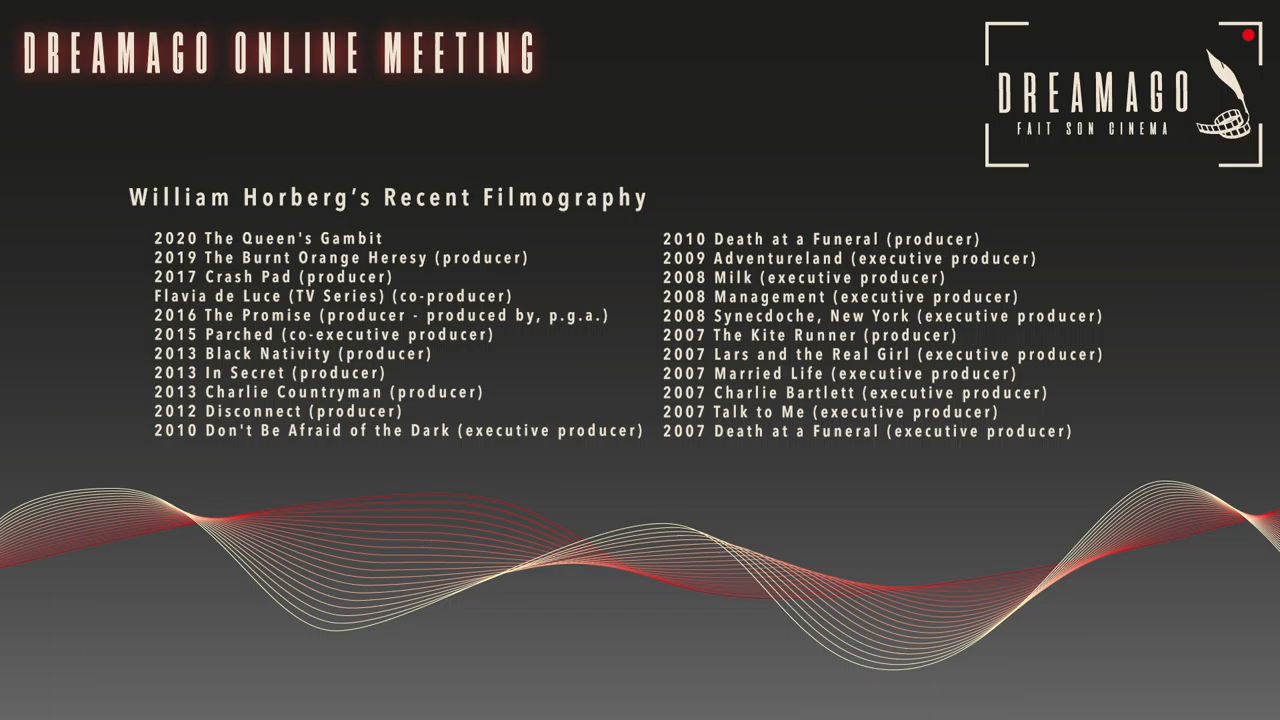 DREAMAGO ONLINE MEETING
DREAMAGO
FAIT SON CINEMA
William Horberg’s Recent Filmography
2020 The Queen's Gambit
2019 The Burnt Orange Heresy (producer)
2017 Crash Pad (producer)
Flavia de Luce (TV Series) (co-producer)
2016 The Promise (producer - produced by, p.g.a.)
2015 Parched (co-executive producer)
2013 Black Nativity (producer)
2013 In Secret (producer)
2013 Charlie Countryman (producer)
2012 Disconnect (producer)
2010 Don't Be Afraid of the Dark (executive producer)
2010 Death at a Funeral (producer)
2009 Adventureland (executive producer)
2008 Milk (executive producer)
2008 Management (executive producer)
2008 Synecdoche, New York (executive producer)
2007 The Kite Runner (producer)
2007 Lars and the Real Girl (executive producer)
2007 Married Life (executive producer)
2007 Charlie Bartlett (executive producer)
2007 Talk to Me (executive producer)
2007 Death at a Funeral (executive producer)